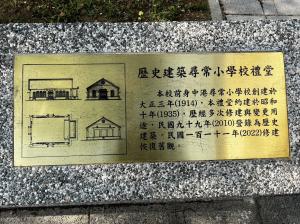 歷史建築尋常小學校禮堂
本校前身中港尋常小學校創建於
大正三年(1914)，本禮堂約建於昭和
十年(1935)，歷經多次修建與變更用
途，民國九十九年(2010)登錄為歷史
建築，民國一百一十一年(2022)修建
恢復舊觀。